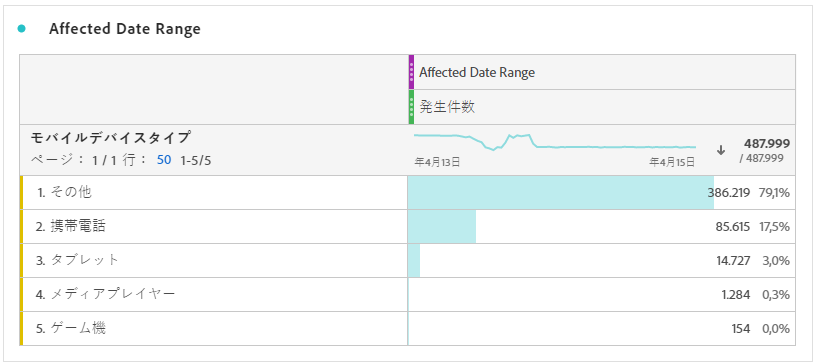 Affected Date Range
Affected Date Range
発生件数
モバイルデバイスタイプ
ページ： 1 / 1 行： 50 1-5/5
年4月13日 年4月15日
487.999
/ 487.999
1. その他 386.219 79,1%
2. 携帯電話 85.615 17,5%
3. タブレット 14.727 3,0%
4. メディアプレイヤー 1.284 0,3%
5. ゲーム機 154 0,0%